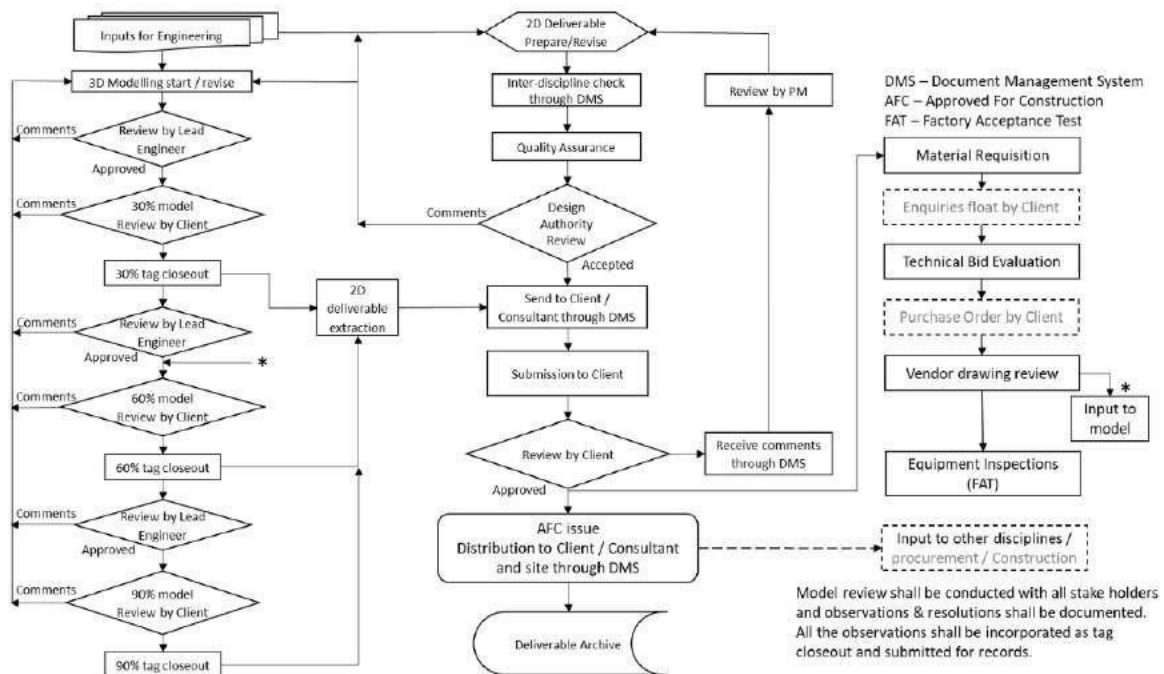 Inputs for Engineering
3D Modelling start / revise
Comments
Review by Lead
Engineer
Approved
Comments
30% model
Review by Client
30% tag closeout
Comments
Review by Lead
Engineer
Approved
*
Comments
60% model
Review by Client
60% tag closeout
Comments
Review by Lead
Engineer
Approved
Comments
90% model
Review by Client
90% tag closeout
2D
deliverable
extraction
2D Deliverable
Prepare/Revise
Inter-discipline check
through DMS
Quality Assurance
Comments
Design
Authority
Review
Accepted
Send to Client /
Consultant through DMS
Submission to Client
Review by Client
Approved
AFC issue
Distribution to Client / Consultant
and site through DMS
Deliverable Archive
Review by PM
Receive comments
through DMS
DMS – Document Management System
AFC – Approved For Construction
FAT – Factory Acceptance Test
Material Requisition
Enquiries float by Client
Technical Bid Evaluation
Purchase Order by Client
Vendor drawing review
*
Input to
model
Equipment Inspections
(FAT)
Input to other disciplines /
procurement / Construction
Model review shall be conducted with all stake holders
and observations & resolutions shall be documented.
All the observations shall be incorporated as tag
closeout and submitted for records.